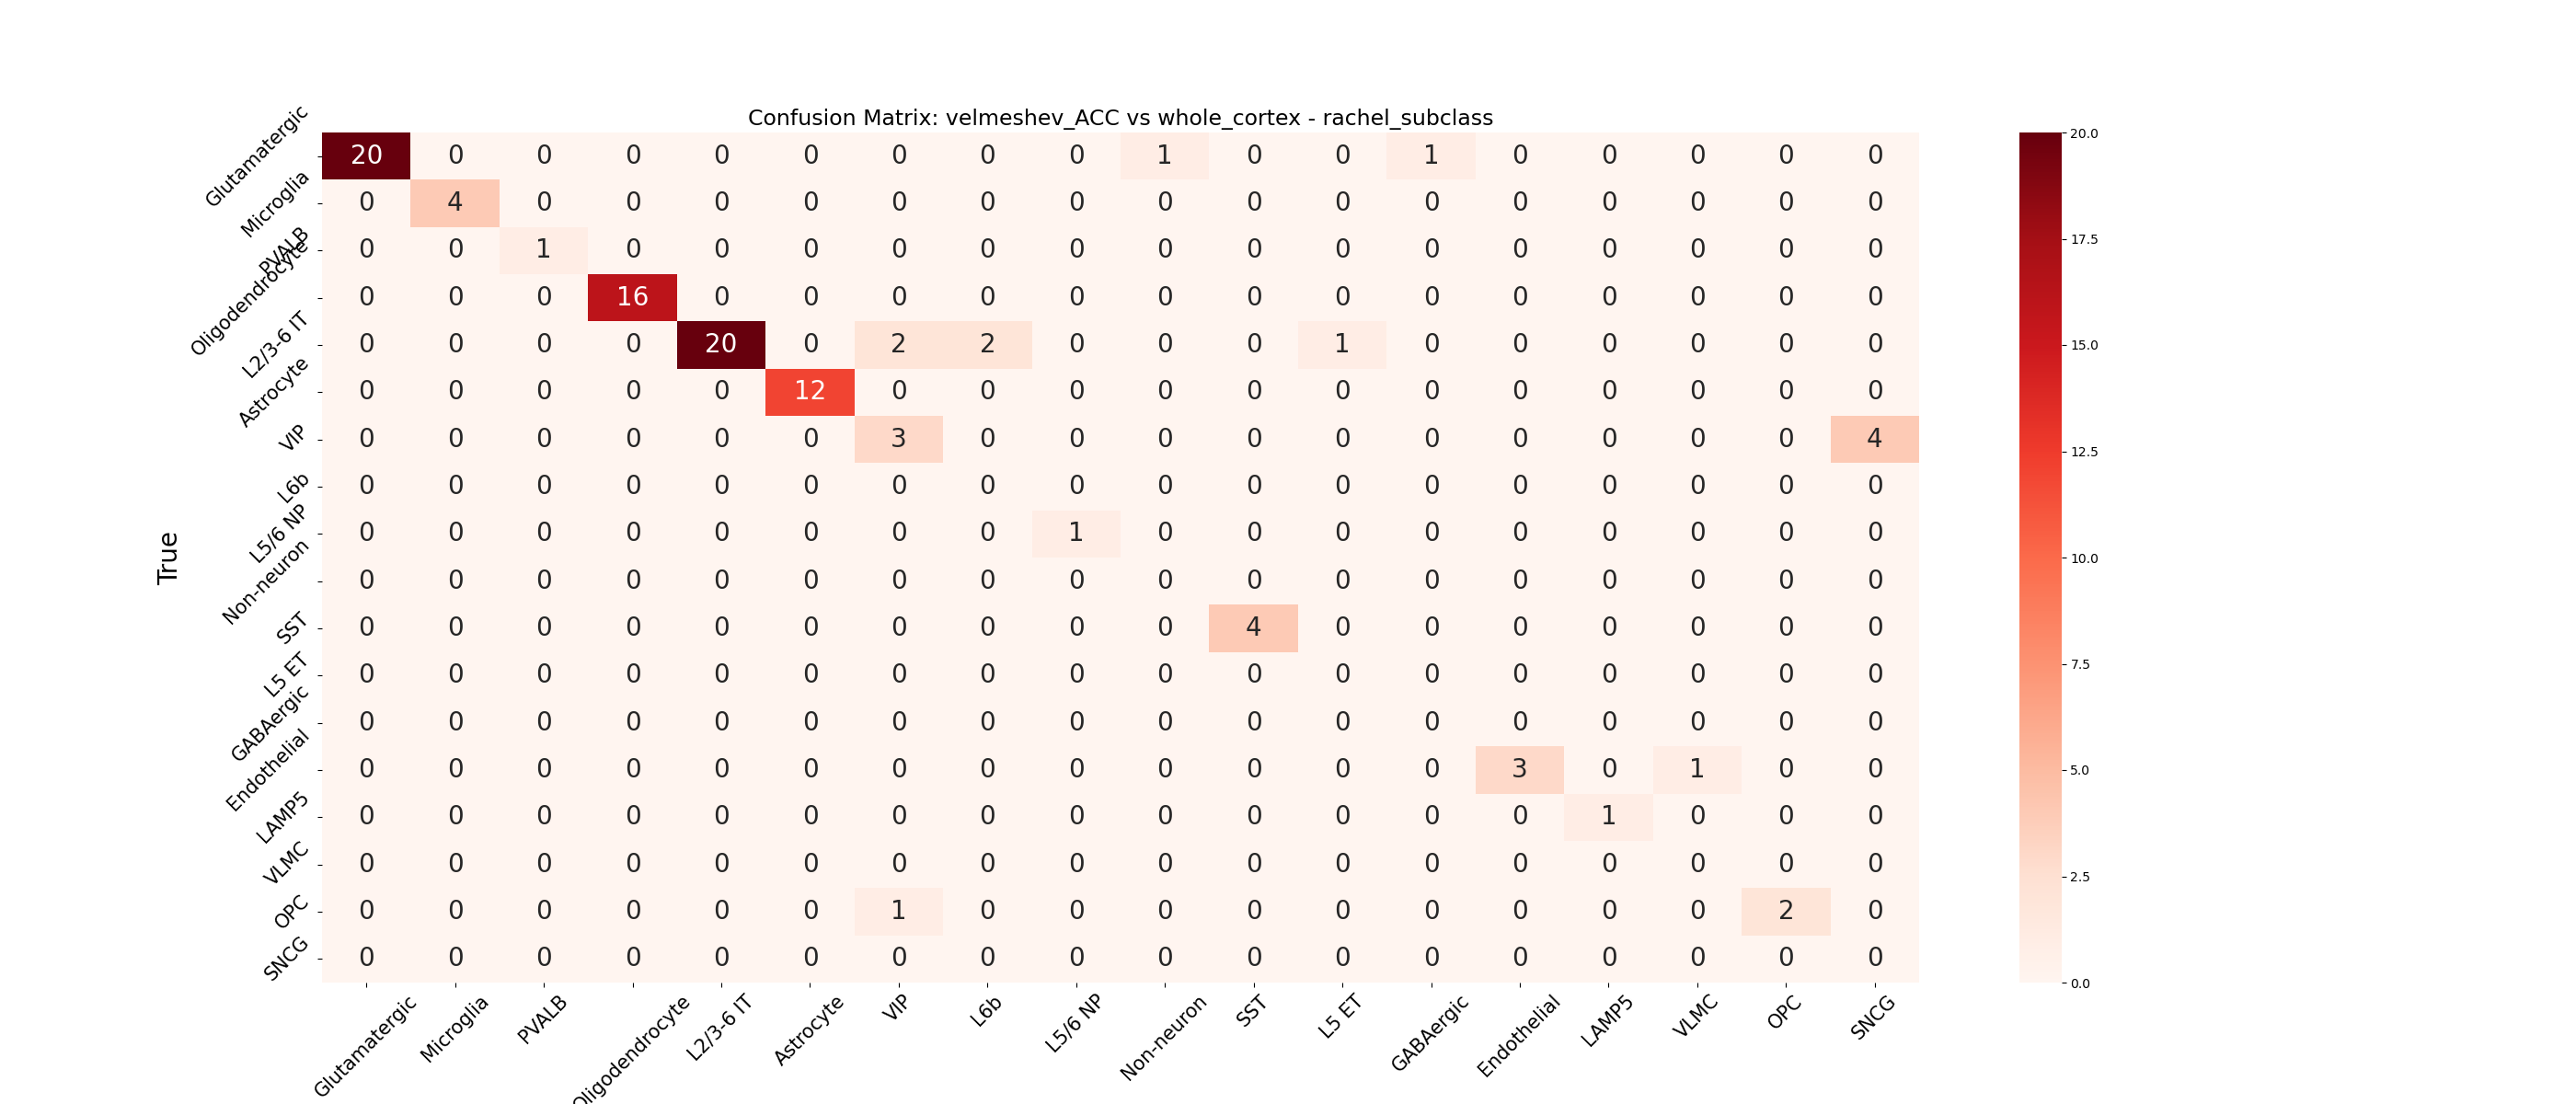 Confusion Matrix: velmeshev_ACC vs whole_cortex - rachel_subclass
True
Glutamatergic 20 0 0 0 0 0 0 0 0 1 0 0 1 0 0 0 0 0
Microglia 0 4 0 0 0 0 0 0 0 0 0 0 0 0 0 0 0 0
PVALB 0 0 1 0 0 0 0 0 0 0 0 0 0 0 0 0 0 0
Oligodendrocyte 0 0 0 16 0 0 0 0 0 0 0 0 0 0 0 0 0 0
L2/3-6 IT 0 0 0 0 20 0 2 2 0 0 0 1 0 0 0 0 0 0
Astrocyte 0 0 0 0 0 12 0 0 0 0 0 0 0 0 0 0 0 0
VIP 0 0 0 0 0 0 3 0 0 0 0 0 0 0 0 0 0 4
L6b 0 0 0 0 0 0 0 0 0 0 0 0 0 0 0 0 0 0
L5/6 NP 0 0 0 0 0 0 0 0 1 0 0 0 0 0 0 0 0 0
Non-neuron 0 0 0 0 0 0 0 0 0 0 0 0 0 0 0 0 0 0
SST 0 0 0 0 0 0 0 0 0 0 4 0 0 0 0 0 0 0
L5 ET 0 0 0 0 0 0 0 0 0 0 0 0 0 0 0 0 0 0
GABAergic 0 0 0 0 0 0 0 0 0 0 0 0 0 0 0 0 0 0
Endothelial 0 0 0 0 0 0 0 0 0 0 0 0 0 3 0 1 0 0
LAMP5 0 0 0 0 0 0 0 0 0 0 0 0 0 0 1 0 0 0
VLMC 0 0 0 0 0 0 0 0 0 0 0 0 0 0 0 0 0 0
OPC 0 0 0 0 0 0 1 0 0 0 0 0 0 0 0 0 2 0
SNCG 0 0 0 0 0 0 0 0 0 0 0 0 0 0 0 0 0 0
Glutamatergic Microglia PVALB Oligodendrocyte L2/3-6 IT Astrocyte VIP L6b L5/6 NP Non-neuron SST L5 ET GABAergic Endothelial LAMP5 VLMC OPC SNCG
20.0
17.5
15.0
12.5
10.0
7.5
5.0
2.5
0.0